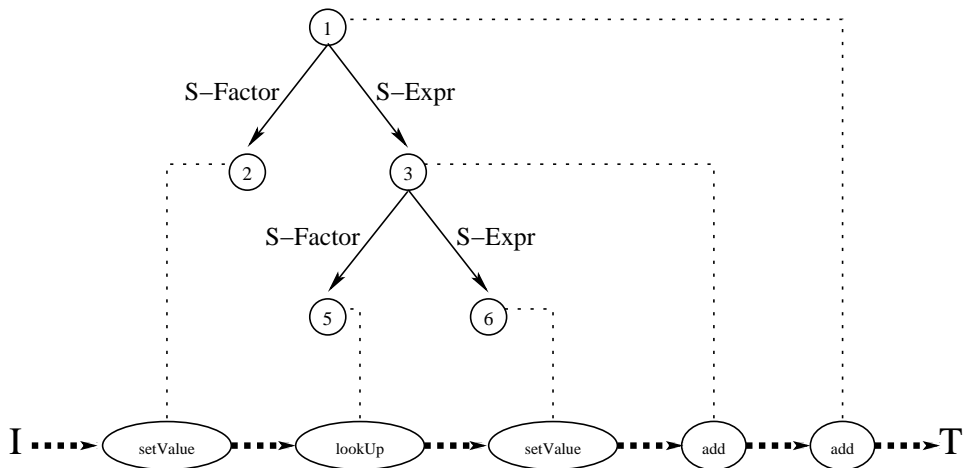 1
S–Factor S–Expr
2 3
S–Factor S–Expr
5 6
I setValue lookUp setValue add add T